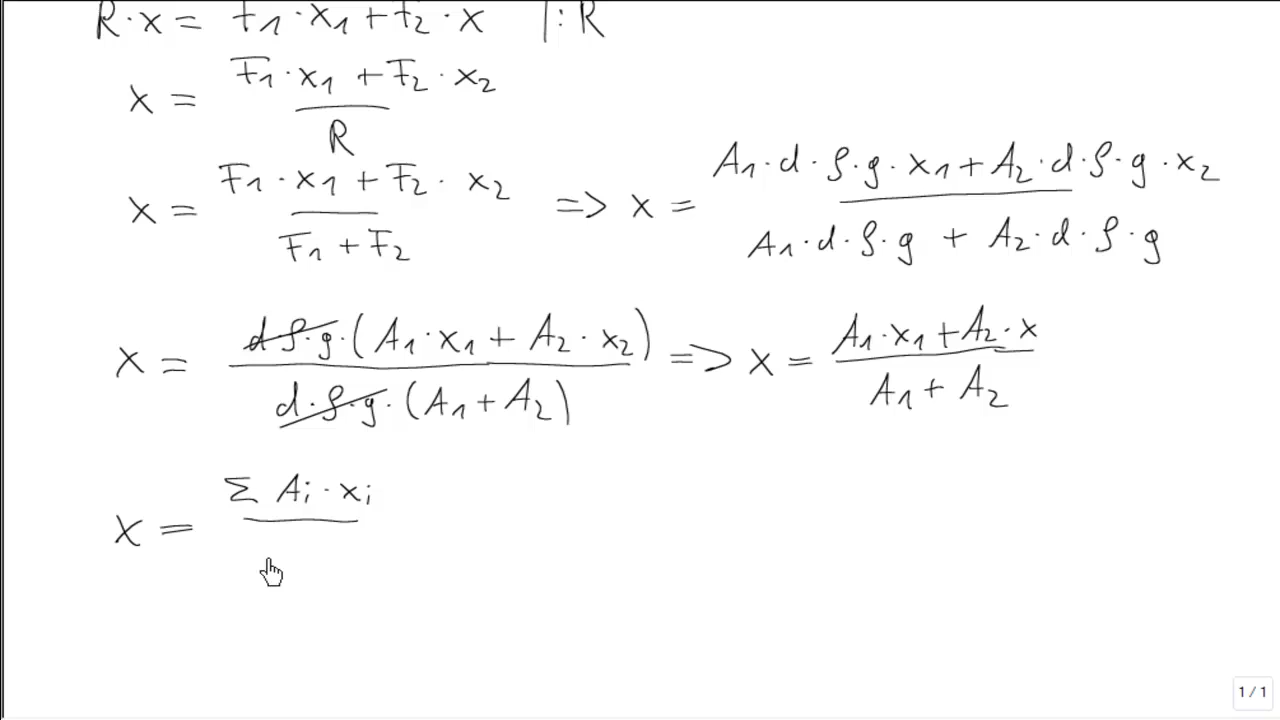 R · x = F1 · x1 + F2 · x | : R
x = (F1 · x1 + F2 · x2) / R
x = (F1 · x1 + F2 · x2) / (F1 + F2) => x = (A1 · d · ρ · g · x1 + A2 · d · ρ · g · x2) / (A1 · d · ρ · g + A2 · d · ρ · g)
x = (d ρ · g · (A1 · x1 + A2 · x2)) / (d · ρ · g · (A1 + A2)) => x = (A1 · x1 + A2 · x) / (A1 + A2)
x = Σ Ai · xi /
1 / 1